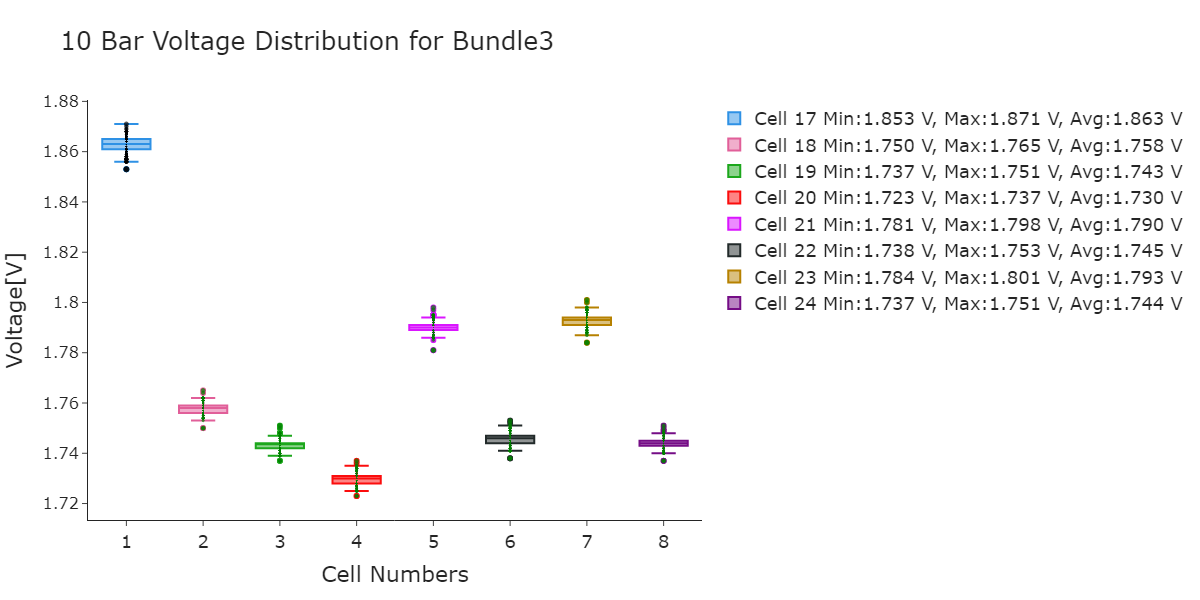 10 Bar Voltage Distribution for Bundle3
1.88
1.86
1.84
1.82
1.8
1.78
1.76
1.74
1.72
Voltage[V]
1 2 3 4 5 6 7 8
Cell Numbers
Cell 17 Min:1.853 V, Max:1.871 V, Avg:1.863 V
Cell 18 Min:1.750 V, Max:1.765 V, Avg:1.758 V
Cell 19 Min:1.737 V, Max:1.751 V, Avg:1.743 V
Cell 20 Min:1.723 V, Max:1.737 V, Avg:1.730 V
Cell 21 Min:1.781 V, Max:1.798 V, Avg:1.790 V
Cell 22 Min:1.738 V, Max:1.753 V, Avg:1.745 V
Cell 23 Min:1.784 V, Max:1.801 V, Avg:1.793 V
Cell 24 Min:1.737 V, Max:1.751 V, Avg:1.744 V